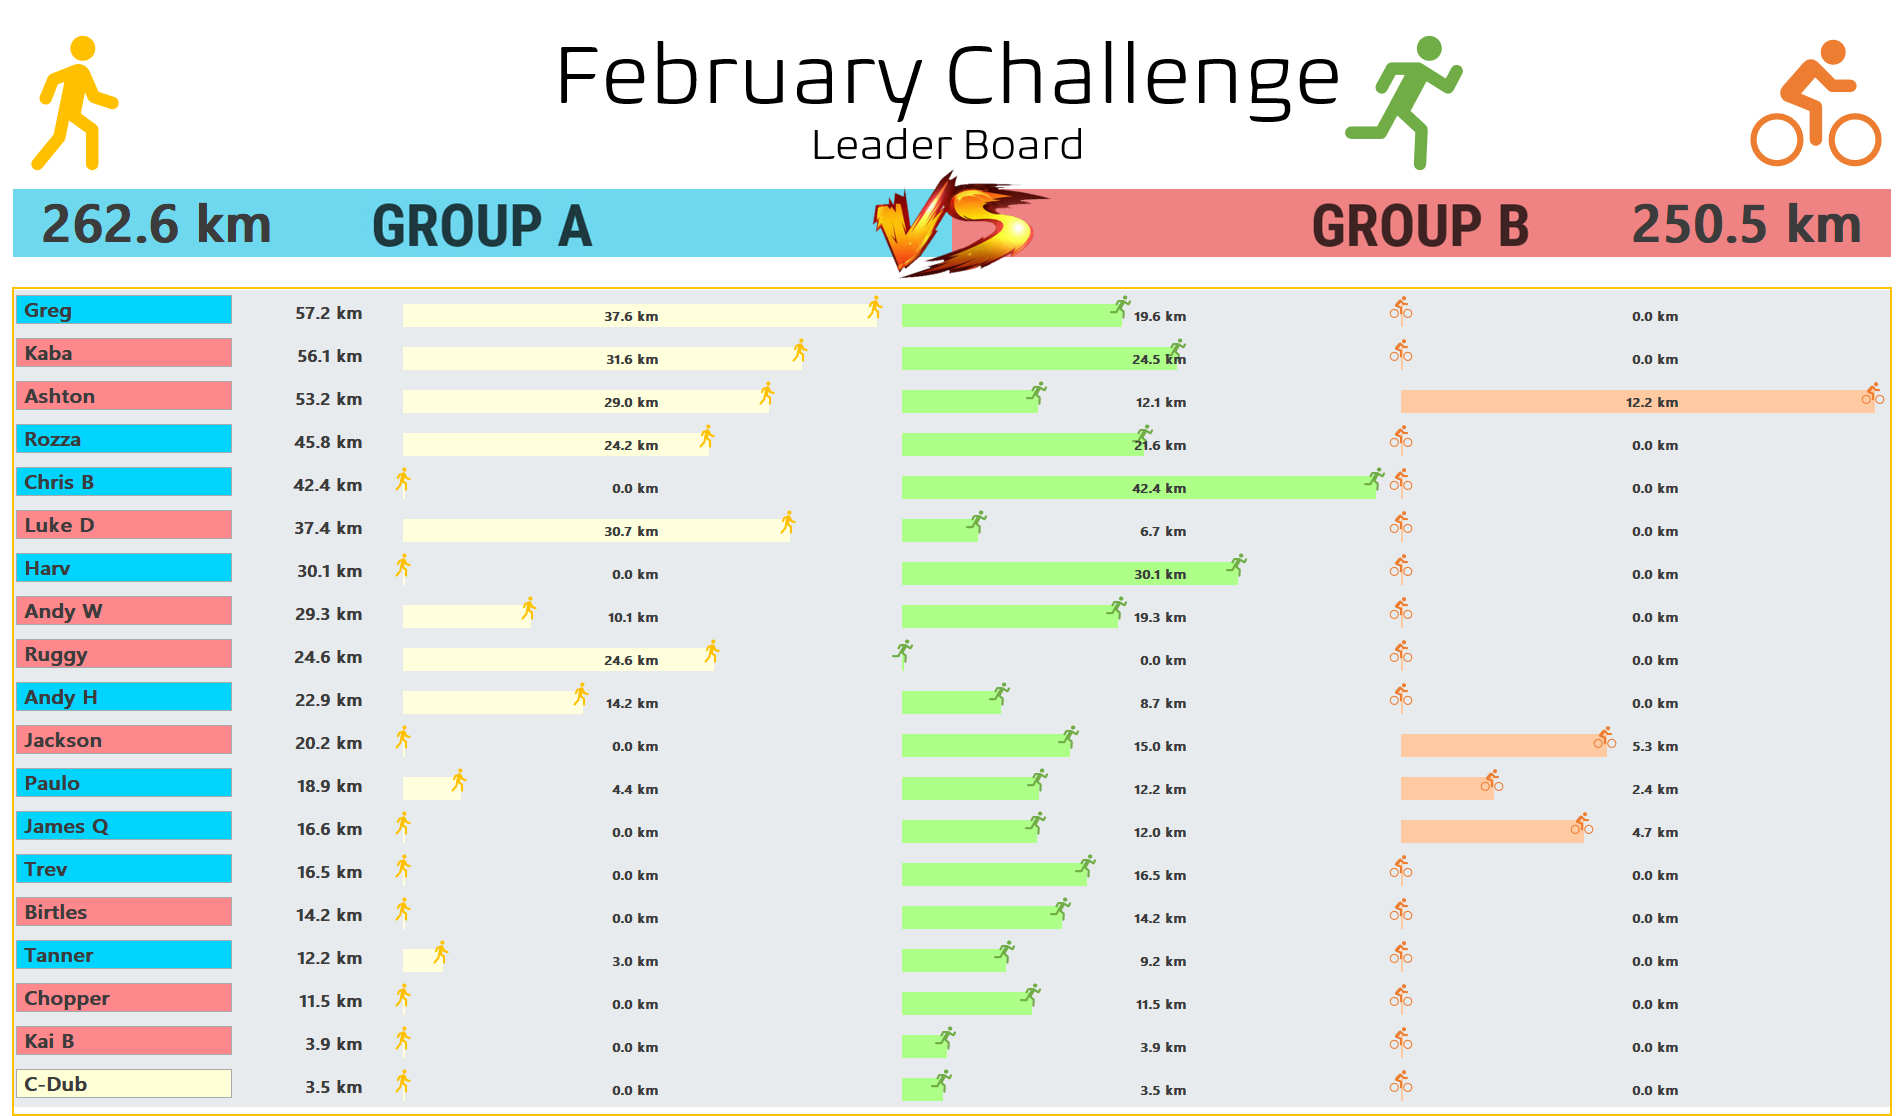 February Challenge
Leader Board
262.6 km GROUP A VS GROUP B 250.5 km
Greg 57.2 km 37.6 km 19.6 km 0.0 km
Kaba 56.1 km 31.6 km 24.5 km 0.0 km
Ashton 53.2 km 29.0 km 12.1 km 12.2 km
Rozza 45.8 km 24.2 km 21.6 km 0.0 km
Chris B 42.4 km 0.0 km 42.4 km 0.0 km
Luke D 37.4 km 30.7 km 6.7 km 0.0 km
Harv 30.1 km 0.0 km 30.1 km 0.0 km
Andy W 29.3 km 10.1 km 19.3 km 0.0 km
Ruggy 24.6 km 24.6 km 0.0 km 0.0 km
Andy H 22.9 km 14.2 km 8.7 km 0.0 km
Jackson 20.2 km 0.0 km 15.0 km 5.3 km
Paulo 18.9 km 4.4 km 12.2 km 2.4 km
James Q 16.6 km 0.0 km 12.0 km 4.7 km
Trev 16.5 km 0.0 km 16.5 km 0.0 km
Birtles 14.2 km 0.0 km 14.2 km 0.0 km
Tanner 12.2 km 3.0 km 9.2 km 0.0 km
Chopper 11.5 km 0.0 km 11.5 km 0.0 km
Kai B 3.9 km 0.0 km 3.9 km 0.0 km
C-Dub 3.5 km 0.0 km 3.5 km 0.0 km